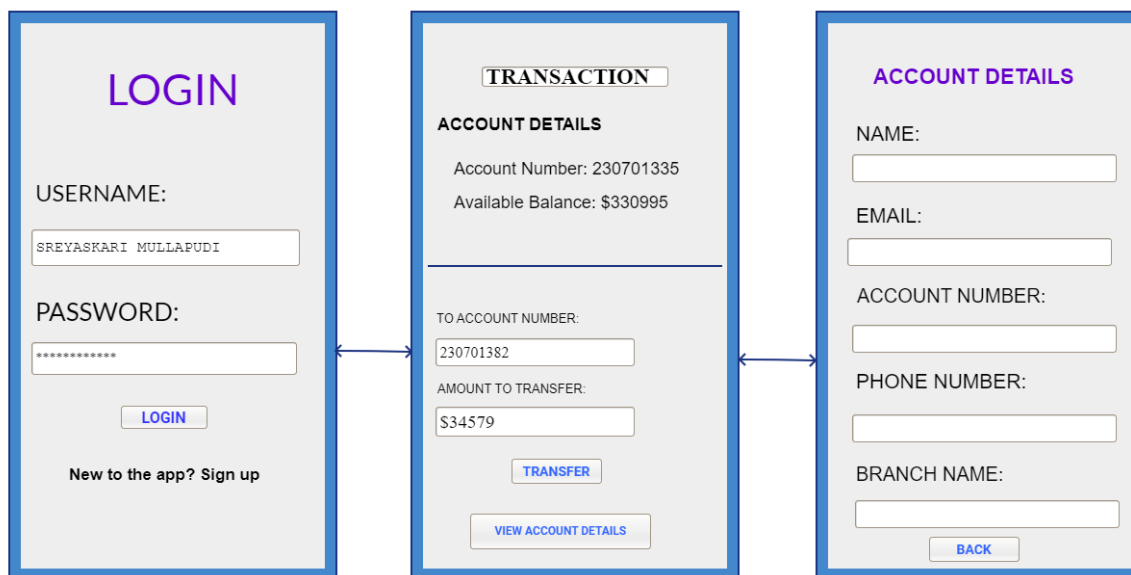 LOGIN
USERNAME:
SREYASKARI MULLAPUDI
PASSWORD:
************
LOGIN
New to the app? Sign up
TRANSACTION
ACCOUNT DETAILS
Account Number: 230701335
Available Balance: $330995
TO ACCOUNT NUMBER:
230701382
AMOUNT TO TRANSFER:
$34579
TRANSFER
VIEW ACCOUNT DETAILS
ACCOUNT DETAILS
NAME:
EMAIL:
ACCOUNT NUMBER:
PHONE NUMBER:
BRANCH NAME:
BACK